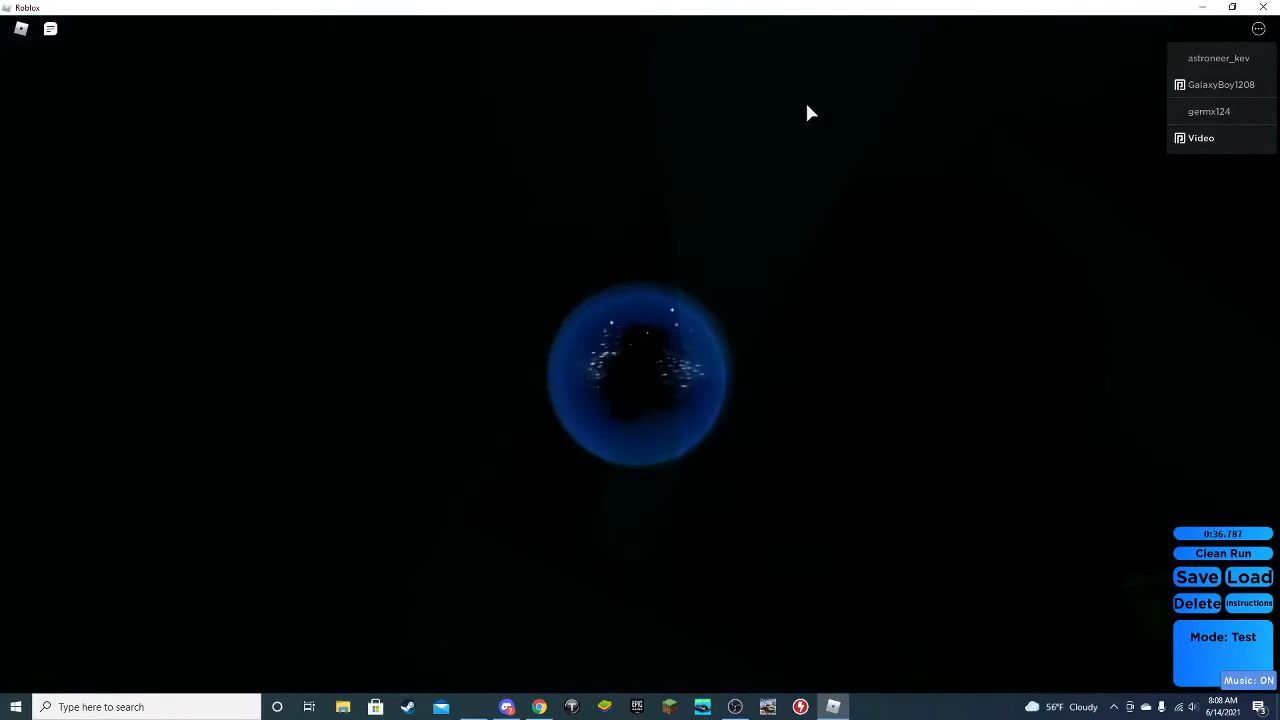 Roblox
astroneer_kev
GalaxyBoy1208
germx124
Video
0:36.787
Clean Run
Save Load
Delete Instructions
Mode: Test
Music: ON
Type here to search
EPIC
56°F Cloudy
8:08 AM
6/14/2021